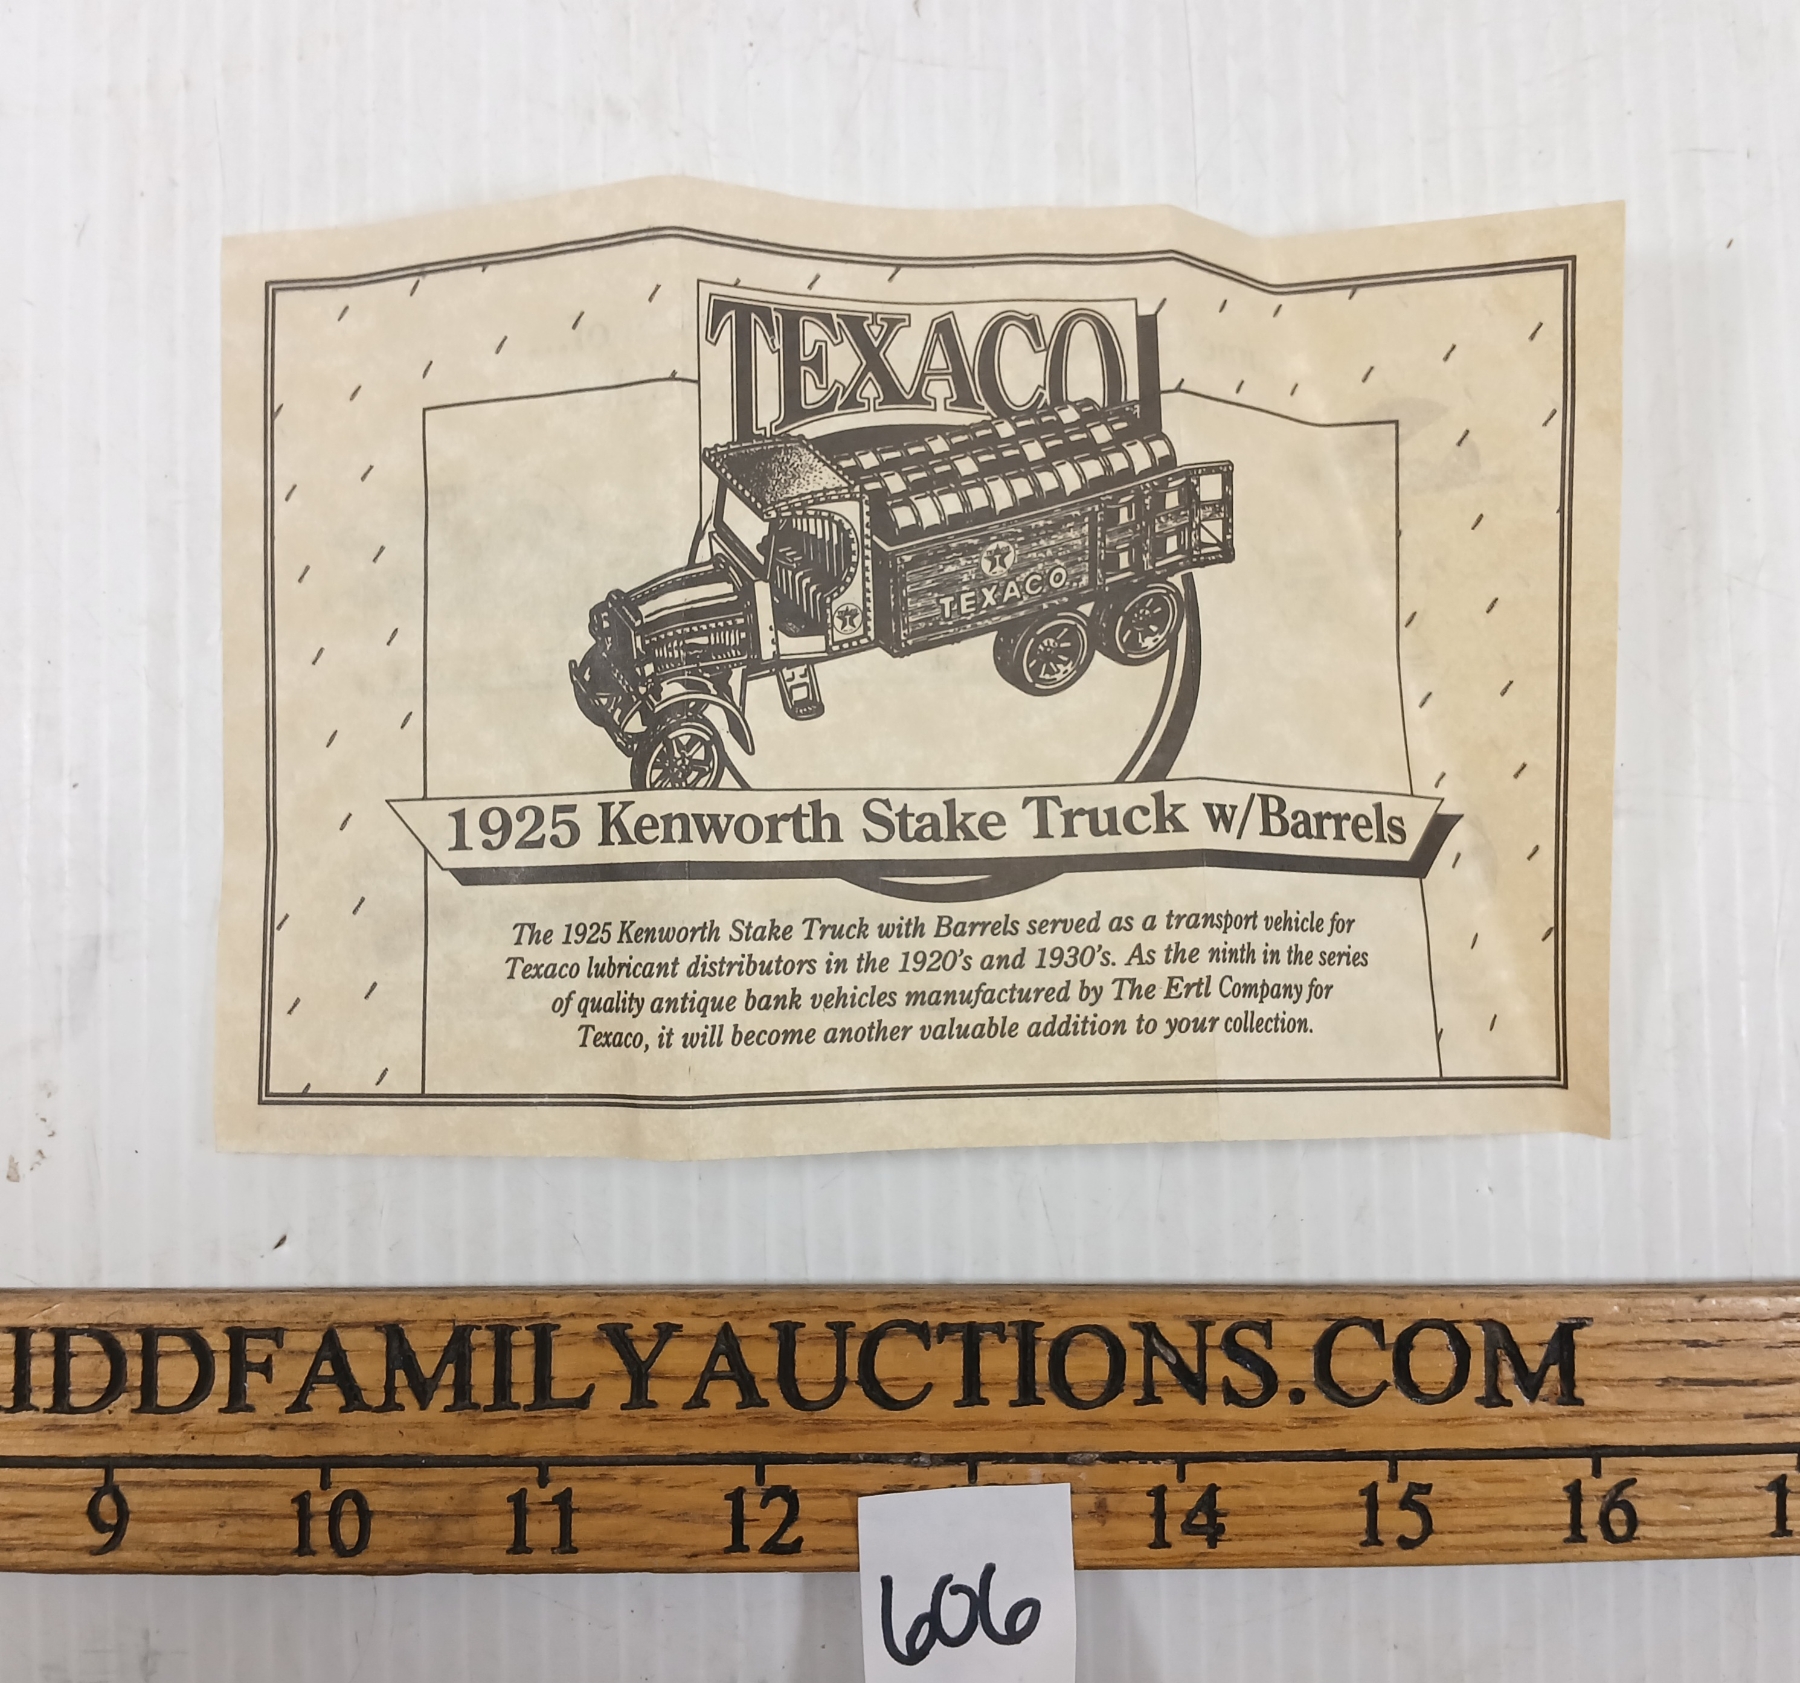 TEXACO
TEXACO
1925 Kenworth Stake Truck w/Barrels
The 1925 Kenworth Stake Truck with Barrels served as a transport vehicle for
Texaco lubricant distributors in the 1920's and 1930's. As the ninth in the series
of quality antique bank vehicles manufactured by The Ertl Company for
Texaco, it will become another valuable addition to your collection.
IDDFAMILYAUCTIONS.COM
9 10 11 12 14 15 16 1
606